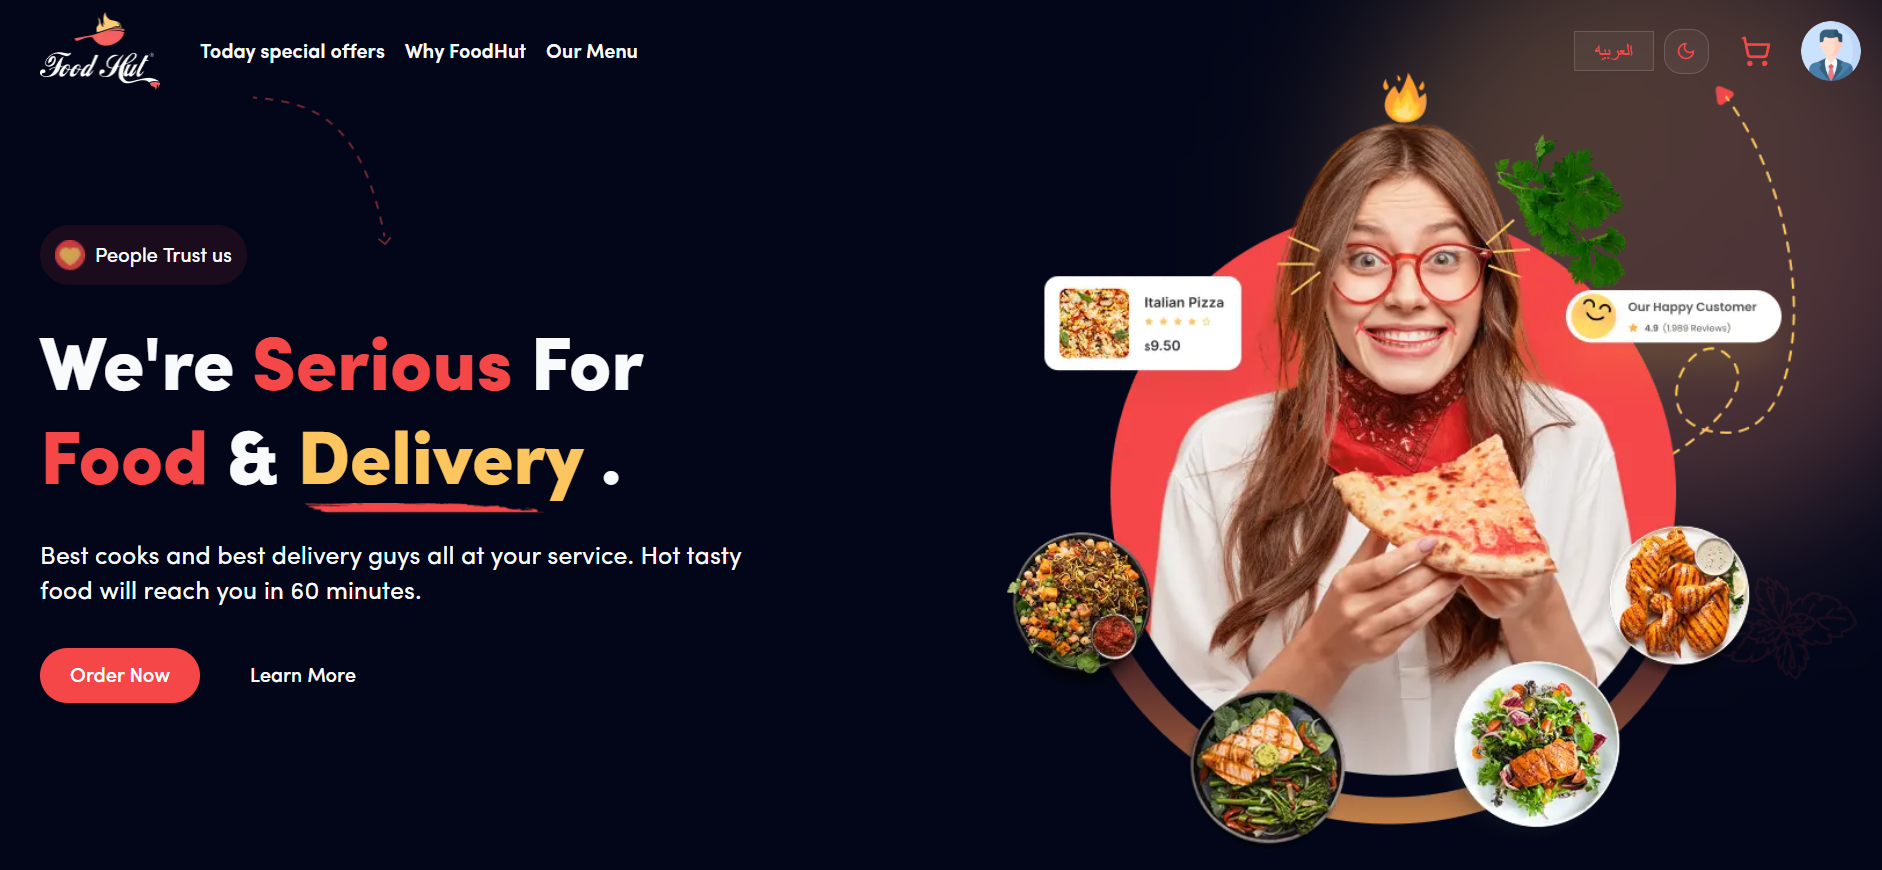 Food Hut
Today special offers
Why FoodHut
Our Menu
العربيه
People Trust us
We're Serious For
Food & Delivery .
Best cooks and best delivery guys all at your service. Hot tasty
food will reach you in 60 minutes.
Order Now
Learn More
Italian Pizza
$9.50
Our Happy Customer
4.9 (1.989 Reviews)